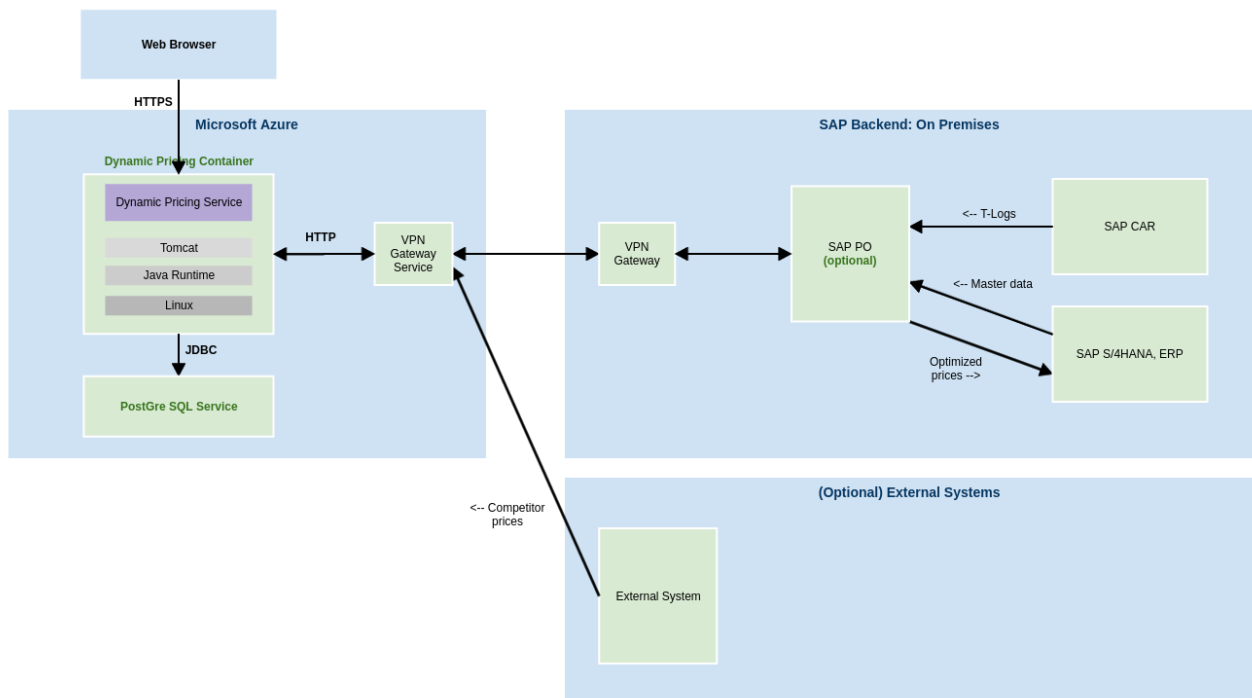 Web Browser
HTTPS
Microsoft Azure
Dynamic Pricing Container
Dynamic Pricing Service
Tomcat
Java Runtime
Linux
HTTP
VPN
Gateway
Service
JDBC
PostGre SQL Service
SAP Backend: On Premises
VPN
Gateway
SAP PO
(optional)
<-- T-Logs
SAP CAR
<-- Master data
SAP S/4HANA, ERP
Optimized
prices -->
<-- Competitor
prices
(Optional) External Systems
External System